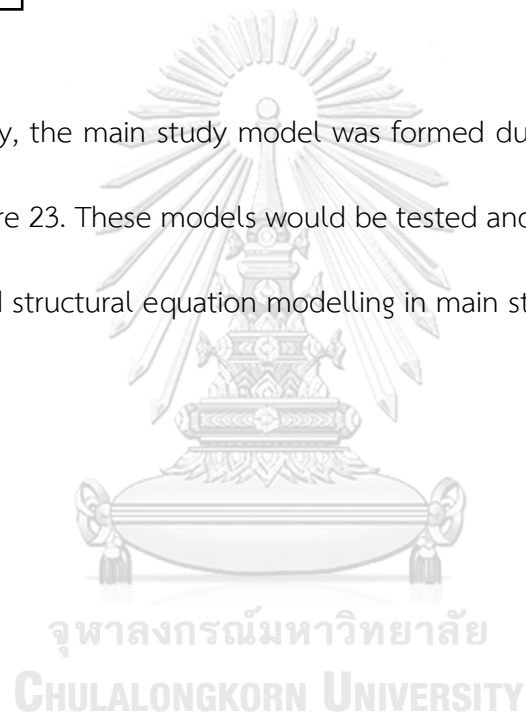 y, the main study model was formed du
re 23. These models would be tested and
l structural equation modelling in main st
จุฬาลงกรณ์มหาวิทยาลัย
CHULALONGKORN UNIVERSITY